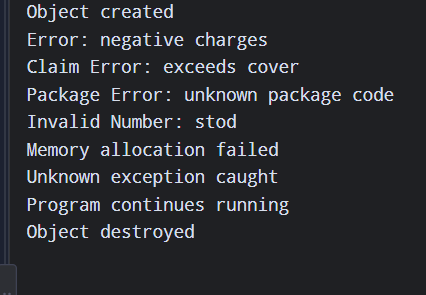 Object created
Error: negative charges
Claim Error: exceeds cover
Package Error: unknown package code
Invalid Number: stod
Memory allocation failed
Unknown exception caught
Program continues running
Object destroyed